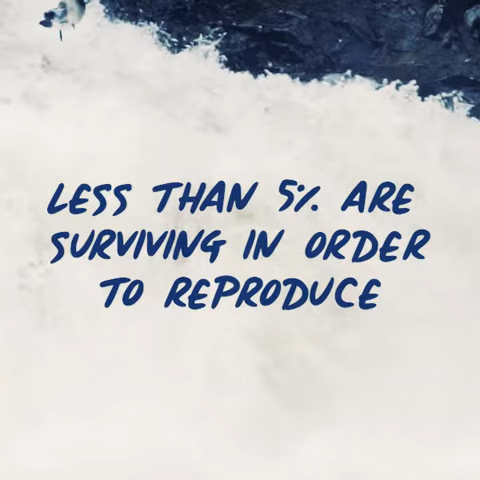 LESS THAN 5% ARE
SURVIVING IN ORDER
TO REPRODUCE